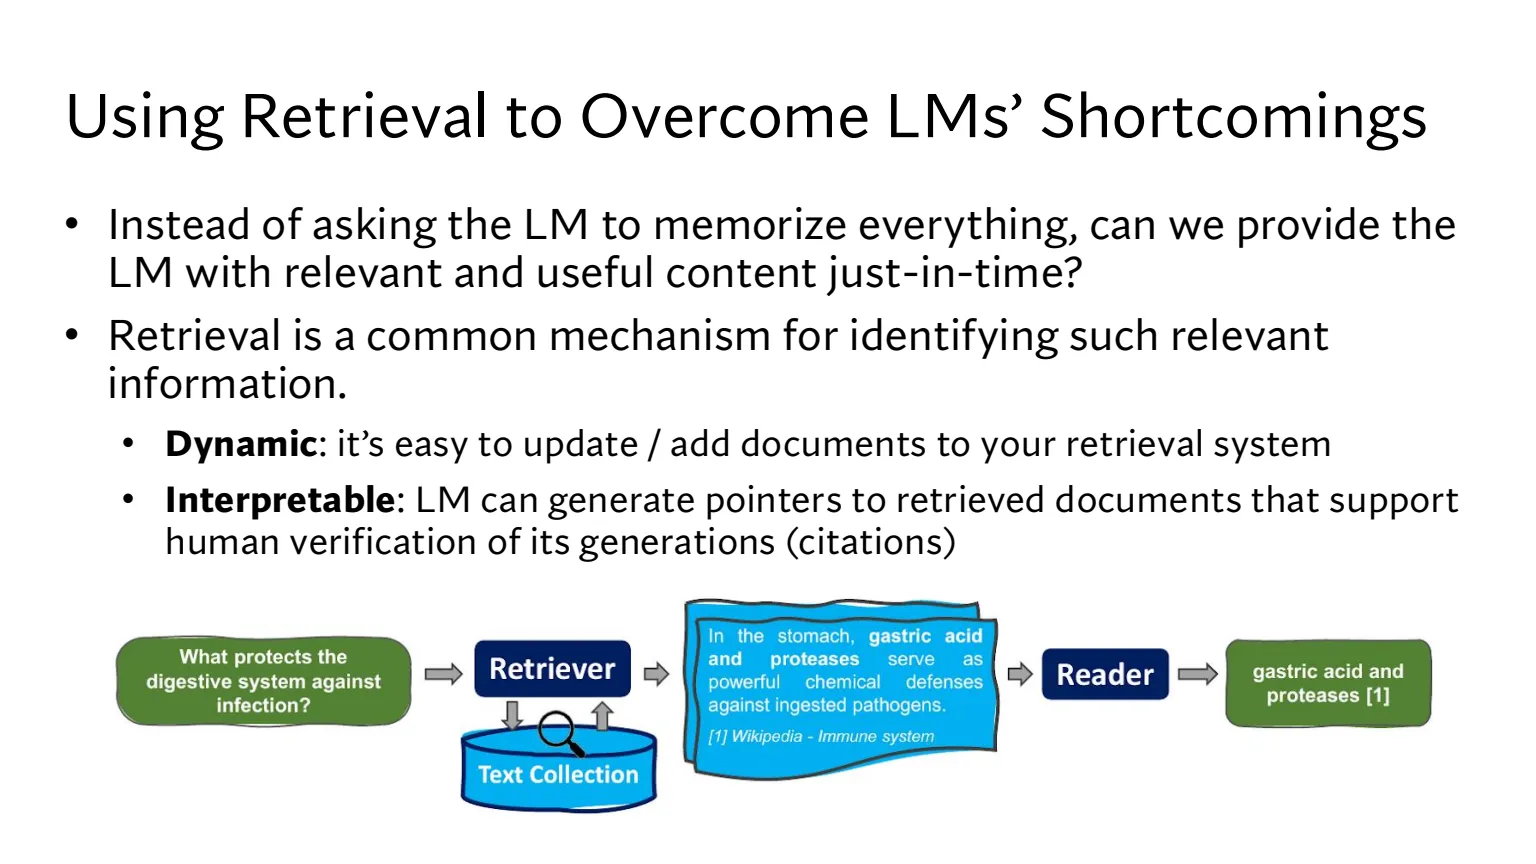 Using Retrieval to Overcome LMs’ Shortcomings
• Instead of asking the LM to memorize everything, can we provide the
LM with relevant and useful content just-in-time?
• Retrieval is a common mechanism for identifying such relevant
information.
• Dynamic: it’s easy to update / add documents to your retrieval system
• Interpretable: LM can generate pointers to retrieved documents that support
human verification of its generations (citations)
What protects the
digestive system against
infection?
Retriever
Text Collection
In the stomach, gastric acid
and proteases serve as
powerful chemical defenses
against ingested pathogens.
[1] Wikipedia - Immune system
Reader
gastric acid and
proteases [1]